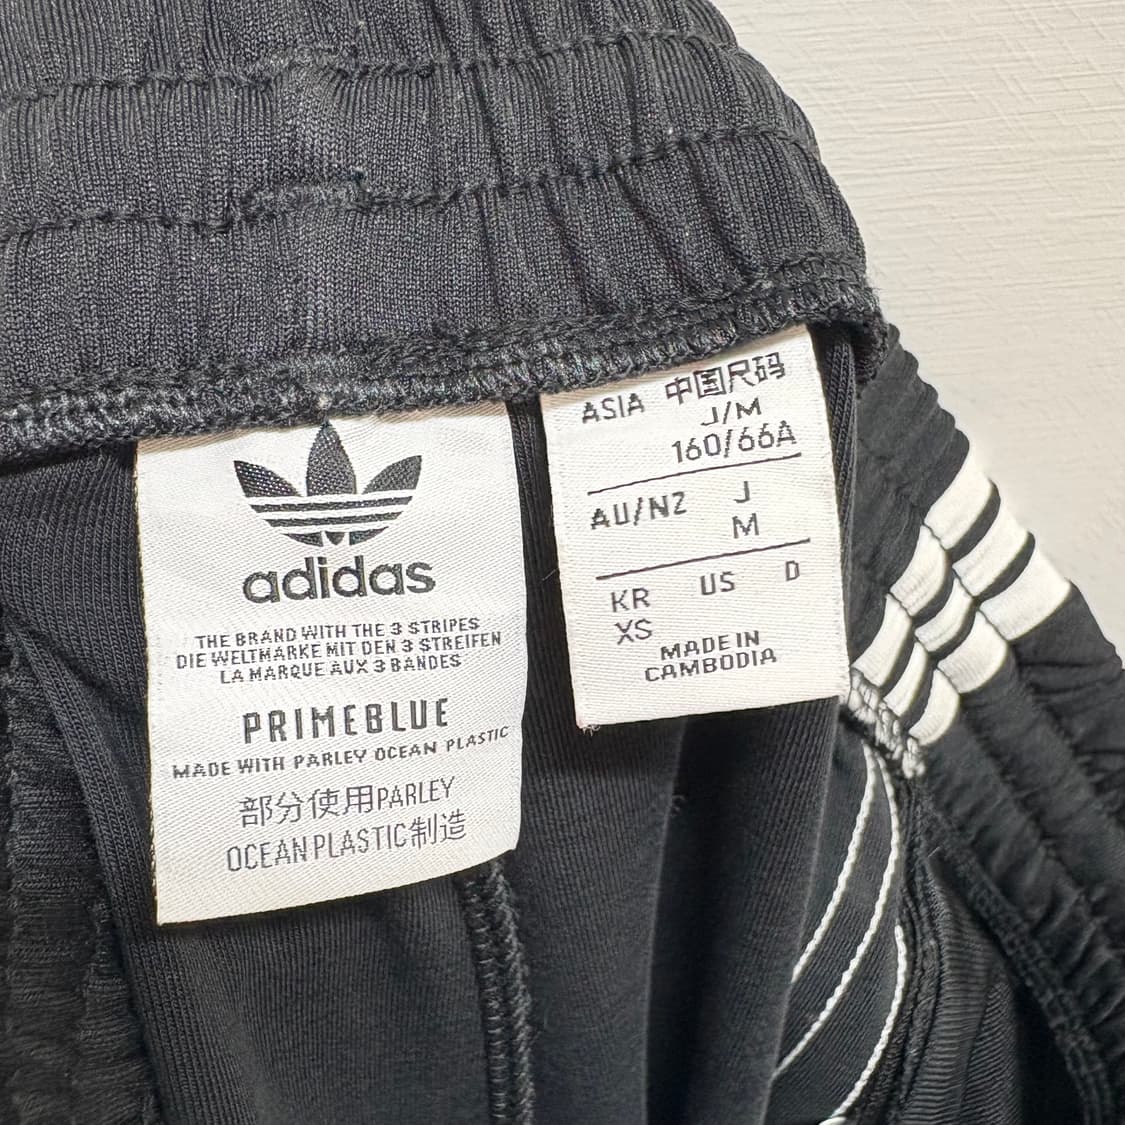 adidas
THE BRAND WITH THE 3 STRIPES
DIE WELTMARKE MIT DEN 3 STREIFEN
LA MARQUE AUX 3 BANDES
PRIMEBLUE
MADE WITH PARLEY OCEAN PLASTIC
部分使用PARLEY
OCEAN PLASTIC制造
ASIA 中国尺码
J/M
160/66A
AU/NZ J
M
KR US D
XS
MADE IN
CAMBODIA